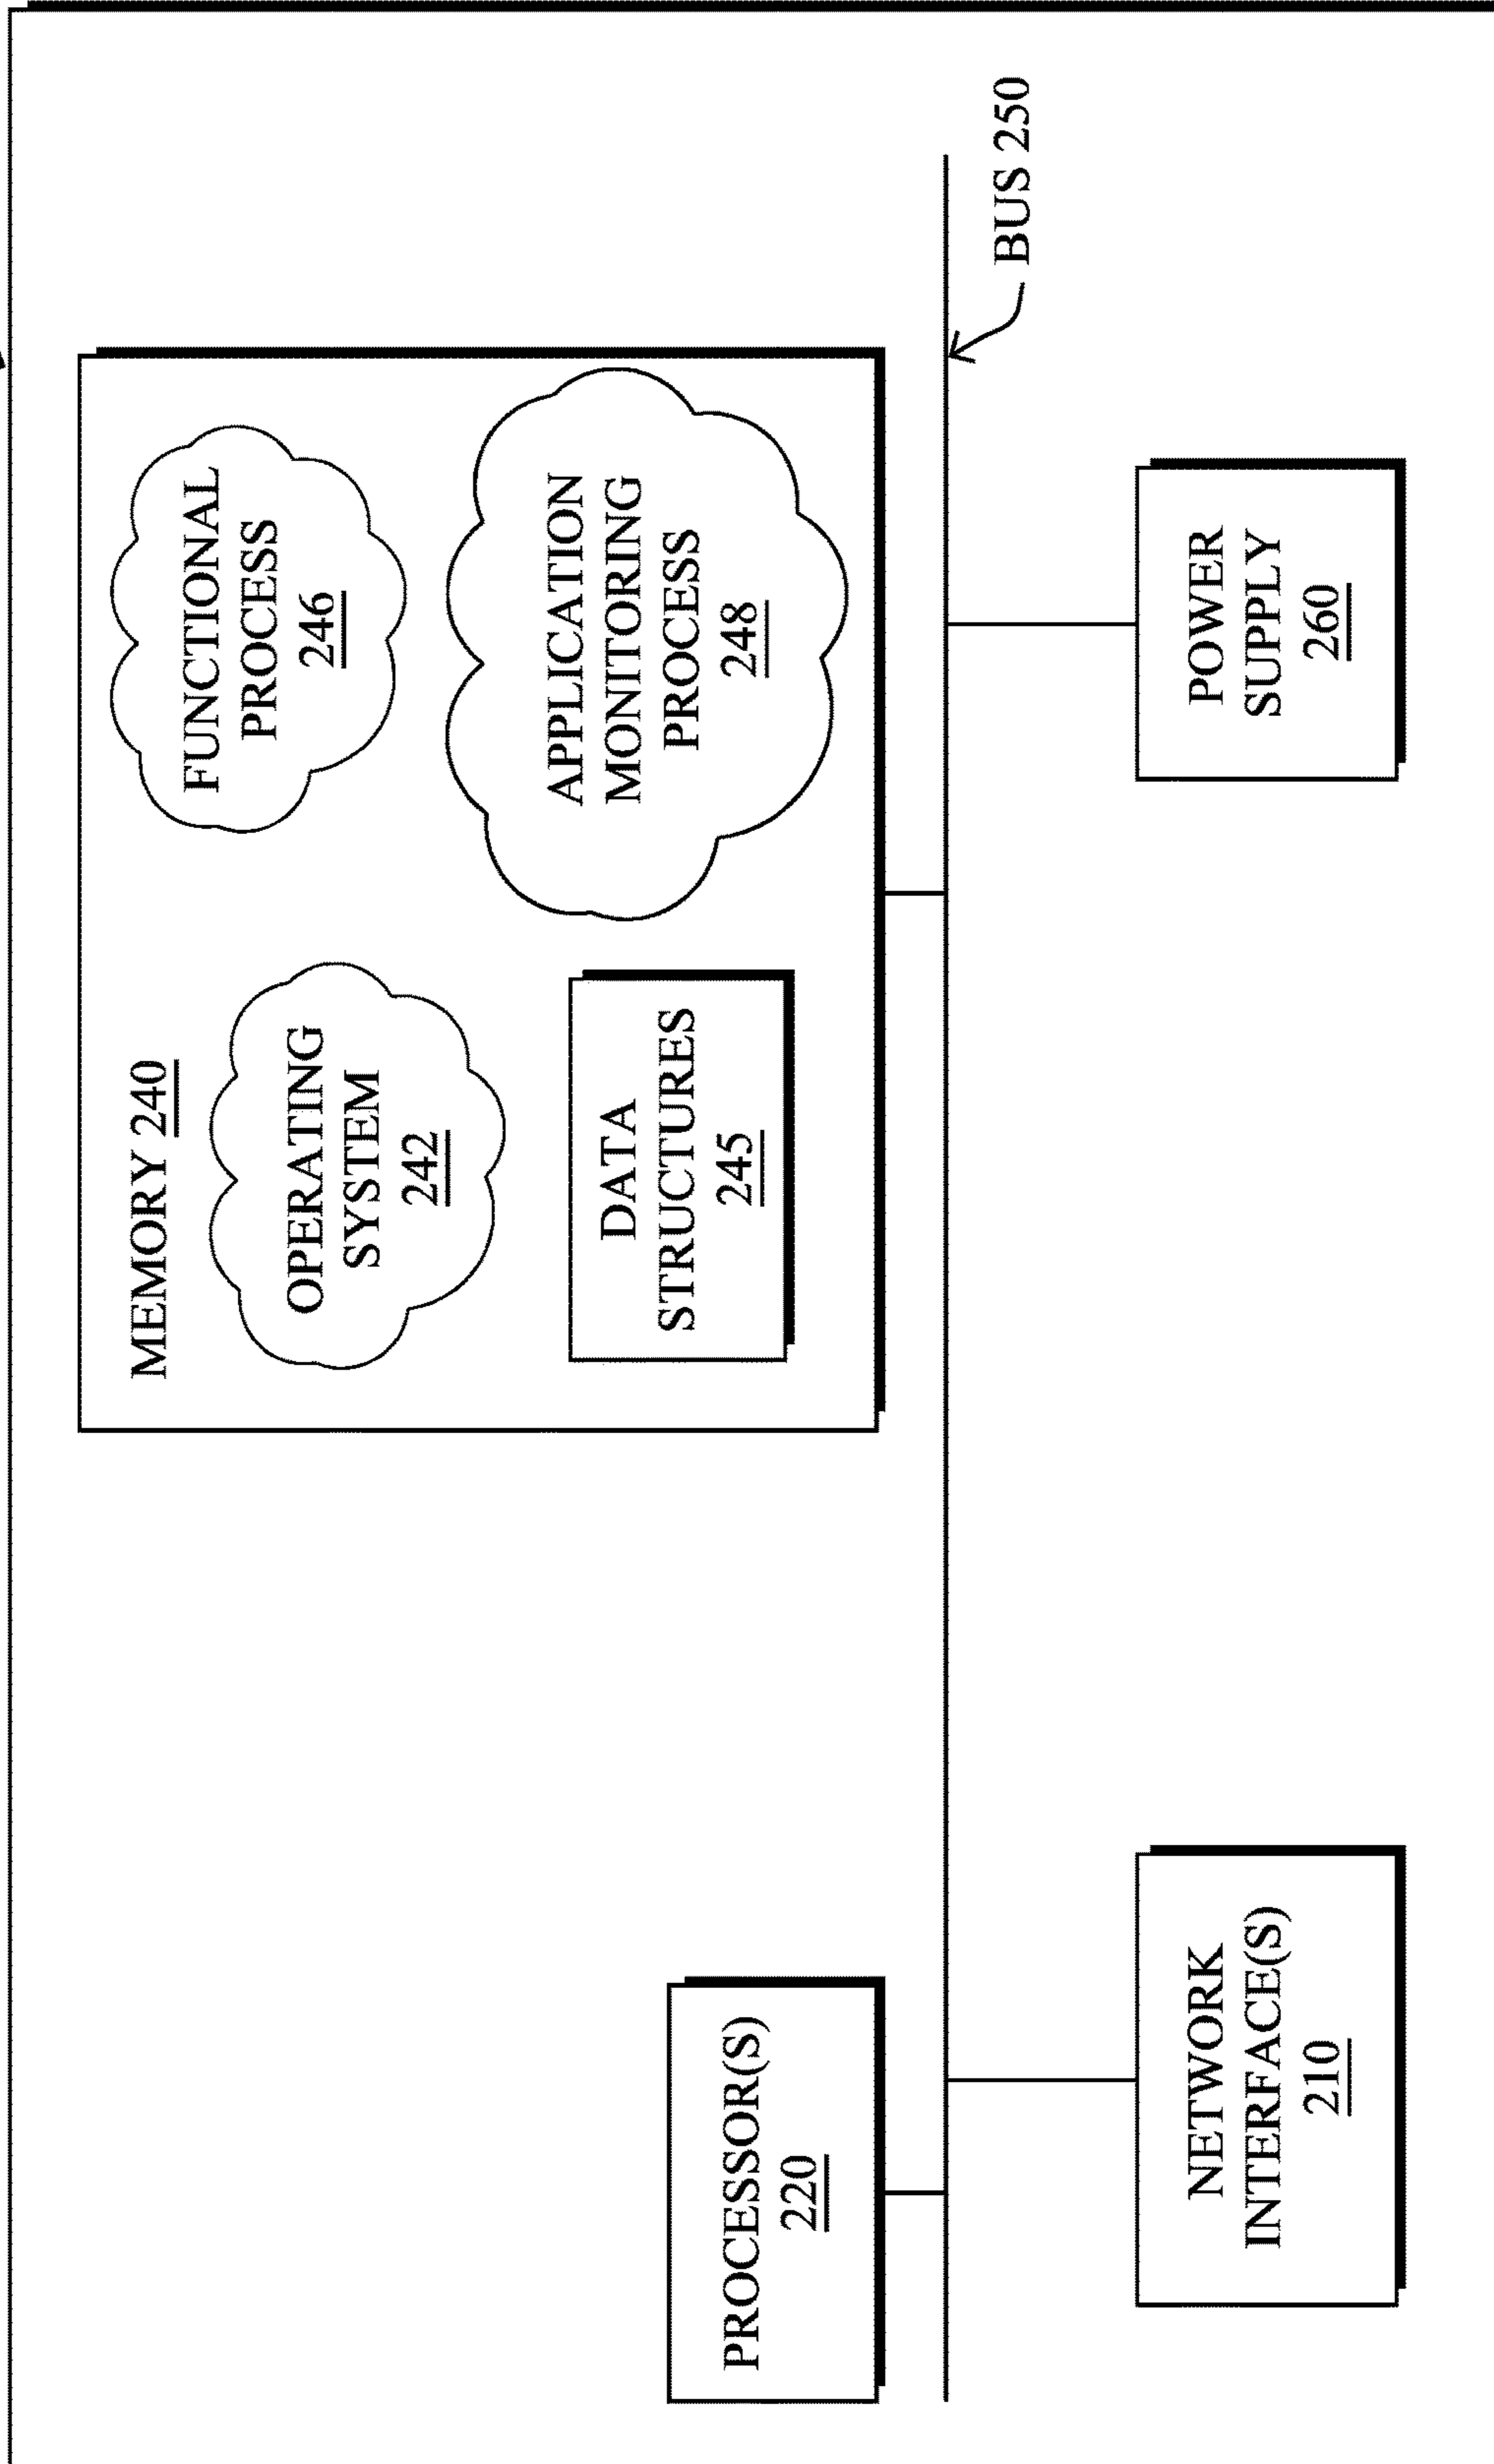 MEMORY 240
OPERATING
SYSTEM
242
FUNCTIONAL
PROCESS
246
DATA
STRUCTURES
245
APPLICATION
MONITORING
PROCESS
248
PROCESSOR(S)
220
BUS 250
NETWORK
INTERFACE(S)
210
POWER
SUPPLY
260